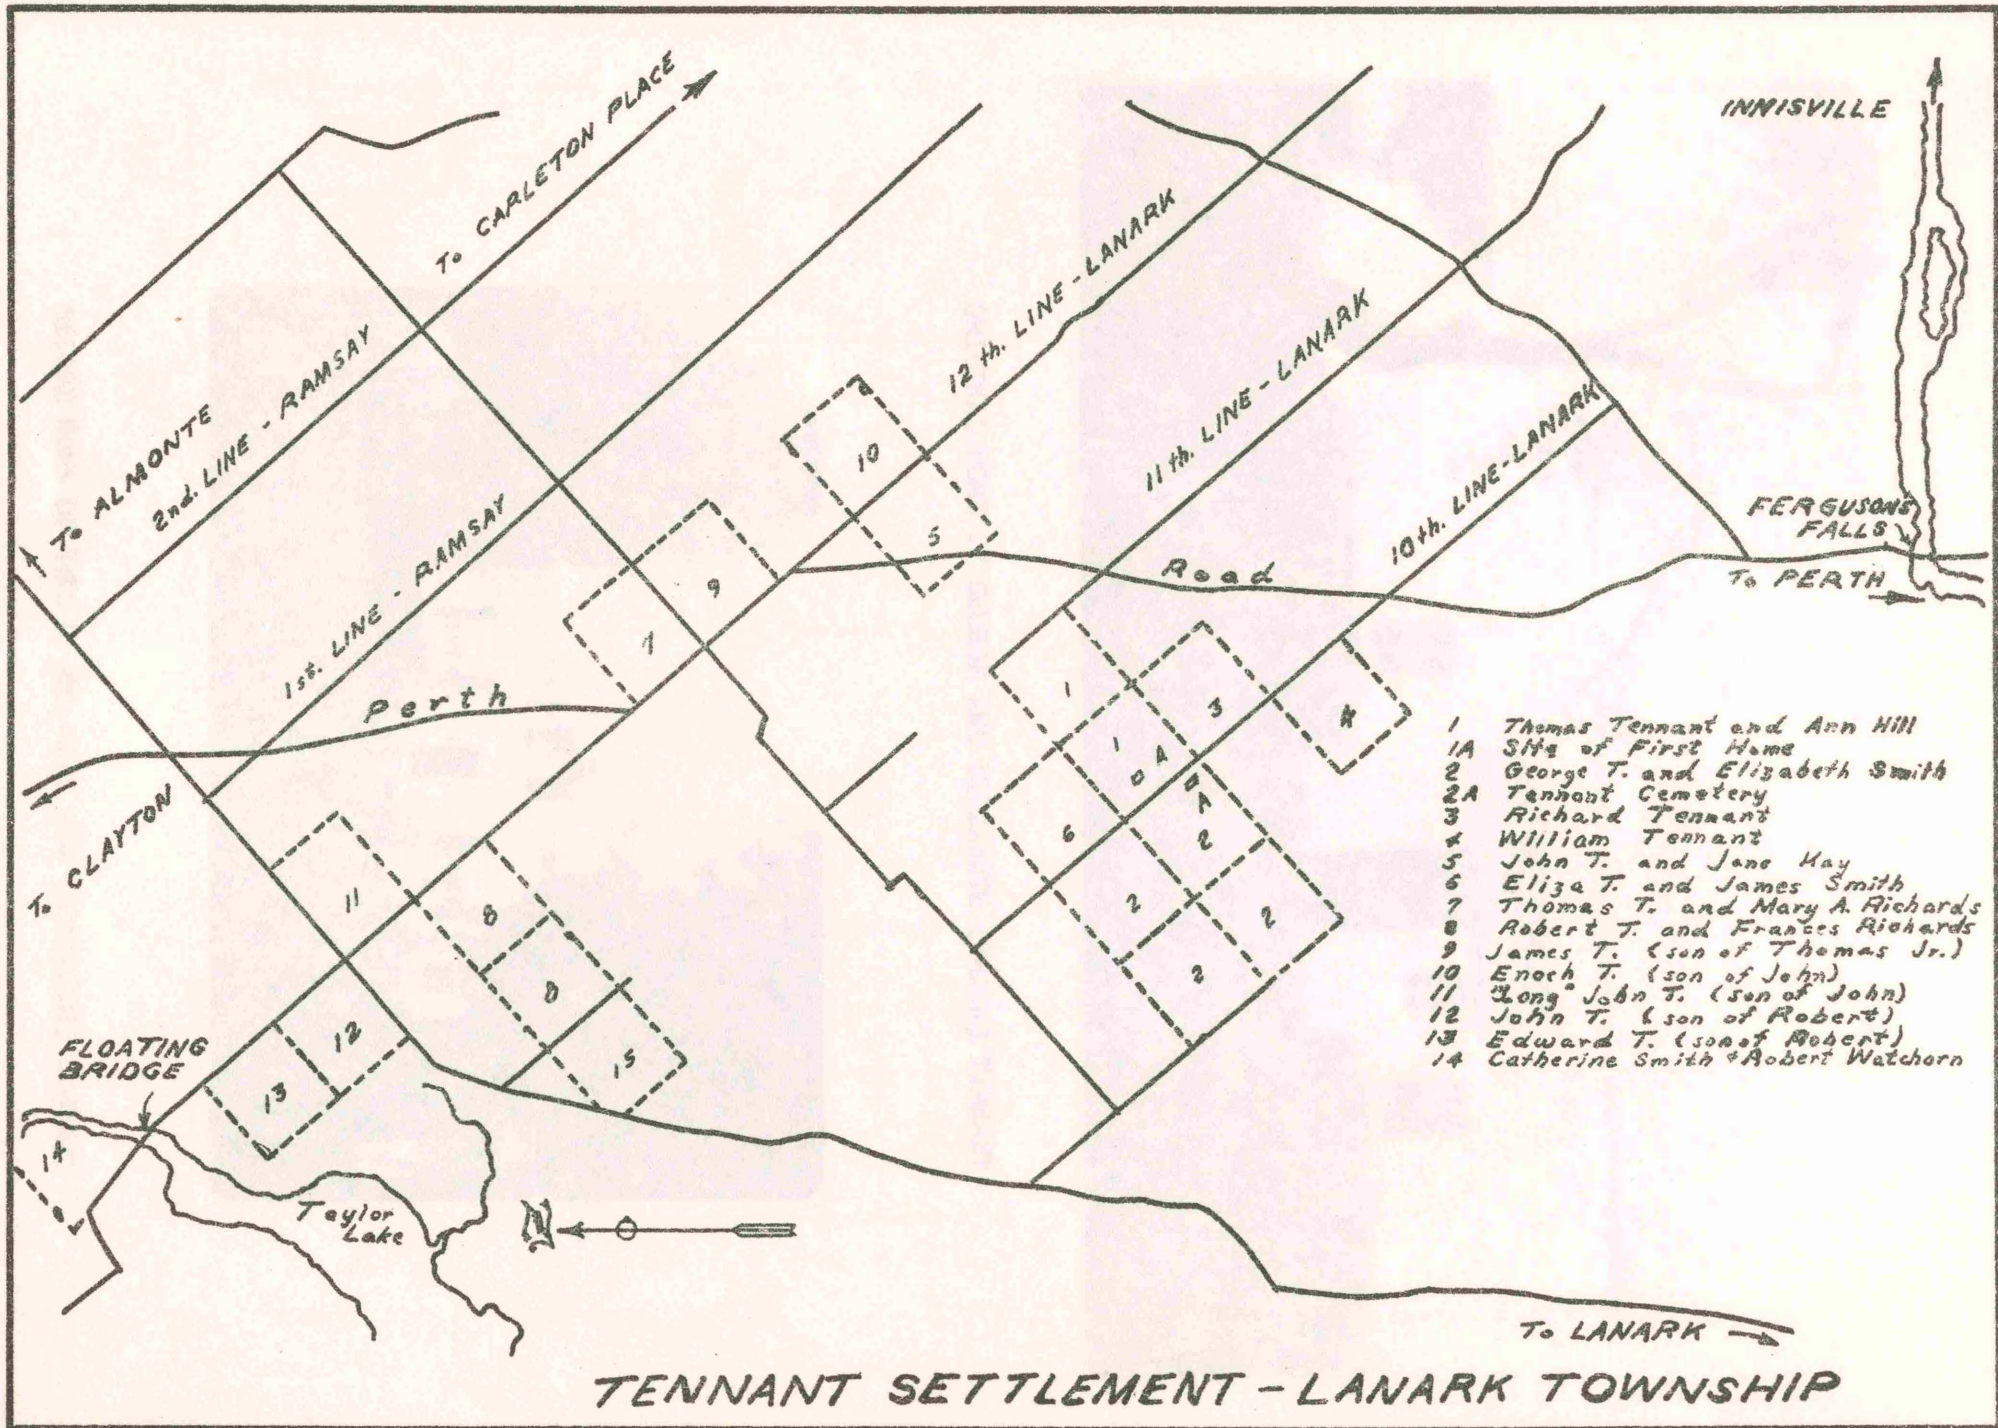 INNISVILLE
To CARLETON PLACE
To ALMONTE
2nd. LINE - RAMSAY
1st. LINE - RAMSAY
12 th. LINE - LANARK
11 th. LINE - LANARK
10 th. LINE - LANARK
FERGUSONS
FALLS
To PERTH
Perth
Road
To CLAYTON
10
5
9
7
1
3
4
1
A
A
6
2
2
2
2
11
8
8
12
13
15
14
FLOATING
BRIDGE
Taylor
Lake
N
1 Thomas Tennant and Ann Hill
1A Site of First Home
2 George T. and Elizabeth Smith
2A Tennant Cemetery
3 Richard Tennant
4 William Tennant
5 John T. and Jane Hay
6 Eliza T. and James Smith
7 Thomas T. and Mary A. Richards
8 Robert T. and Frances Richards
9 James T. (son of Thomas Jr.)
10 Enoch T. (son of John)
11 "Long" John T. (son of John)
12 John T. (son of Robert)
13 Edward T. (son of Robert)
14 Catherine Smith + Robert Watchorn
To LANARK
TENNANT SETTLEMENT - LANARK TOWNSHIP